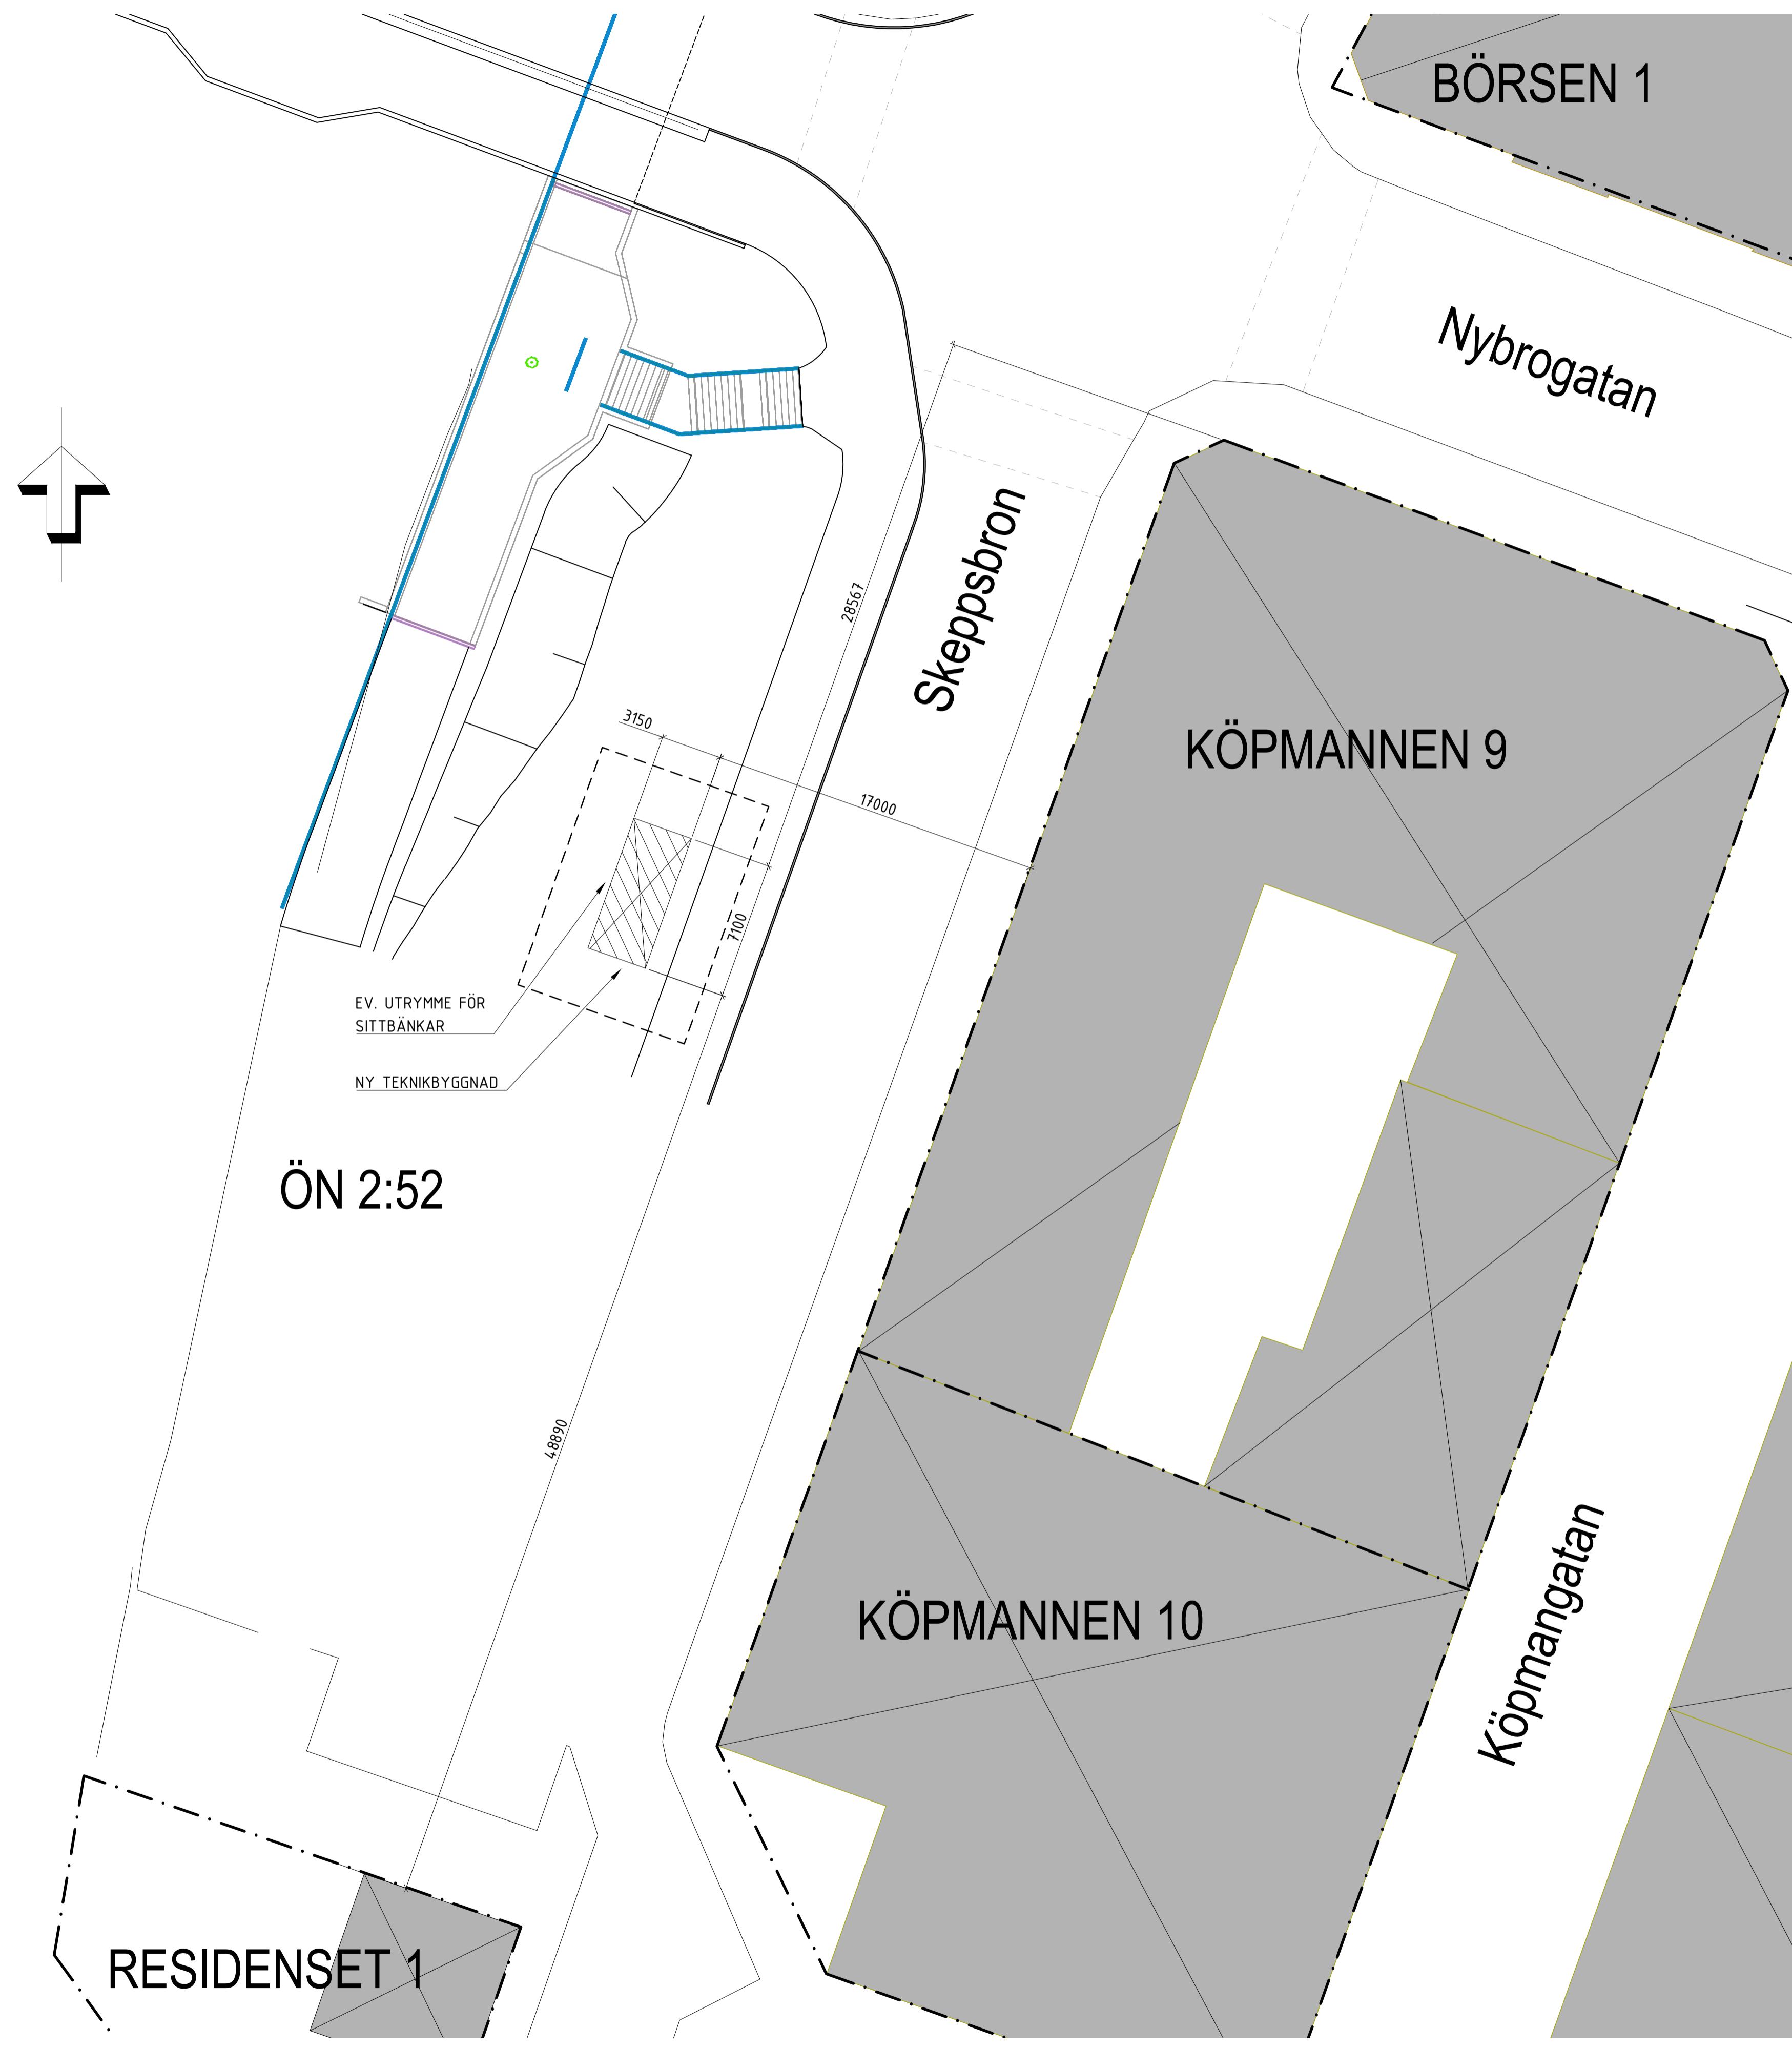 BÖRSEN 1
Nybrogatan
Skeppsbron
28567
3150
KÖPMANNEN 9
17000
7100
EV. UTRYMME FÖR
SITTBÄNKAR
NY TEKNIKBYGGNAD
ÖN 2:52
48890
KÖPMANNEN 10
Köpmangatan
RESIDENSET 1